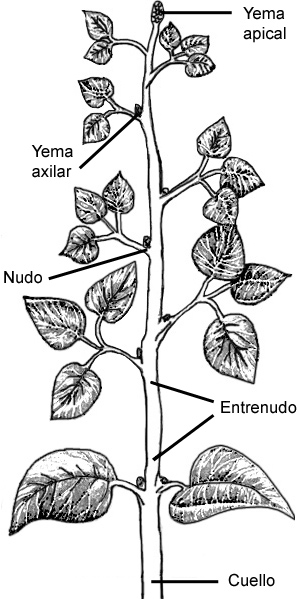 Yema
apical
Yema
axilar
Nudo
Entrenudo
Cuello